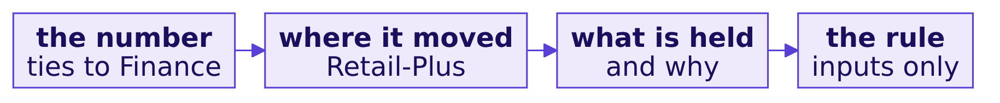 the number
ties to Finance
where it moved
Retail-Plus
what is held
and why
the rule
inputs only